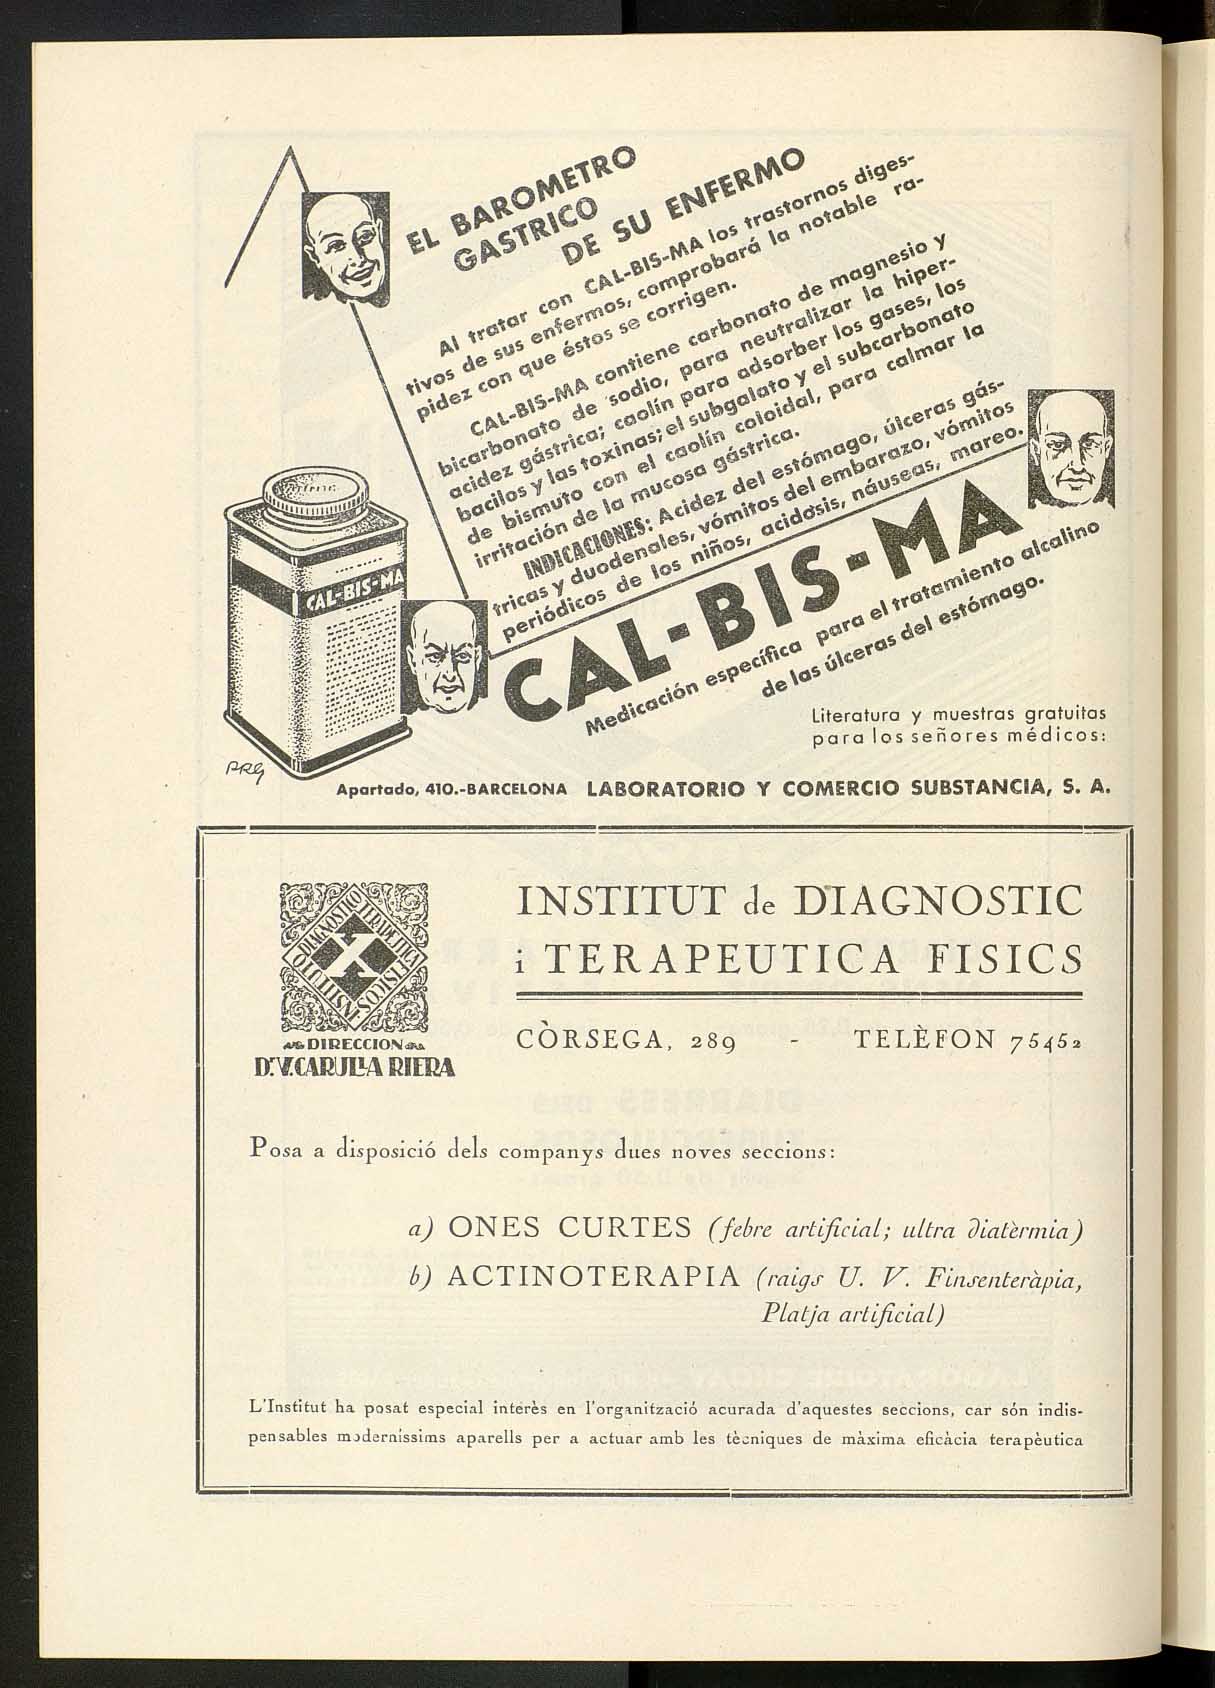 EL BAROMETRO
GASTRICO
DE SU ENFERMO
Al tratar con CAL-BIS-MA los trastornos diges-
tivos de sus enfermos, comprobará la notable ra-
pidez con que éstos se corrigen.
CAL-BIS-MA contiene carbonato de magnesio y
bicarbonato de sodio, para neutralizar la hiper-
acidez gástrica; caolín para adsorber los gases, los
bacilos y las toxinas; el subgalato y el subcarbonato
de bismuto con el caolín coloidal, para calmar la
irritación de la mucosa gástrica.
INDICACIONES: Acidez del estómago, úlceras gás-
tricas y duodenales, vómitos del embarazo, vómitos
periódicos de los niños, acidosis, náuseas, mareo.
CAL-BIS-MA
CAL-BIS-MA
Medicación específica para el tratamiento alcalino
de las úlceras del estómago.
Literatura y muestras gratuitas
para los señores médicos:
PRG
Apartado, 410.-BARCELONA LABORATORIO Y COMERCIO SUBSTANCIA, S. A.
INSTITUTO DIAGNOSTICO TERAPEUTICA FISICOS
DIRECCION
DR. V. CARULLA RIERA
INSTITUT de DIAGNOSTIC
i TERAPEUTICA FISICS
CÒRSEGA, 289 - TELÈFON 75452
Posa a disposició dels companys dues noves seccions:
a) ONES CURTES (febre artificial; ultra diatèrmia)
b) ACTINOTERAPIA (raigs U. V. Finsenteràpia,
Platja artificial)
L'Institut ha posat especial interès en l'organització acurada d'aquestes seccions, car són indis-
pensables moderníssims aparells per a actuar amb les tècniques de màxima eficàcia terapèutica